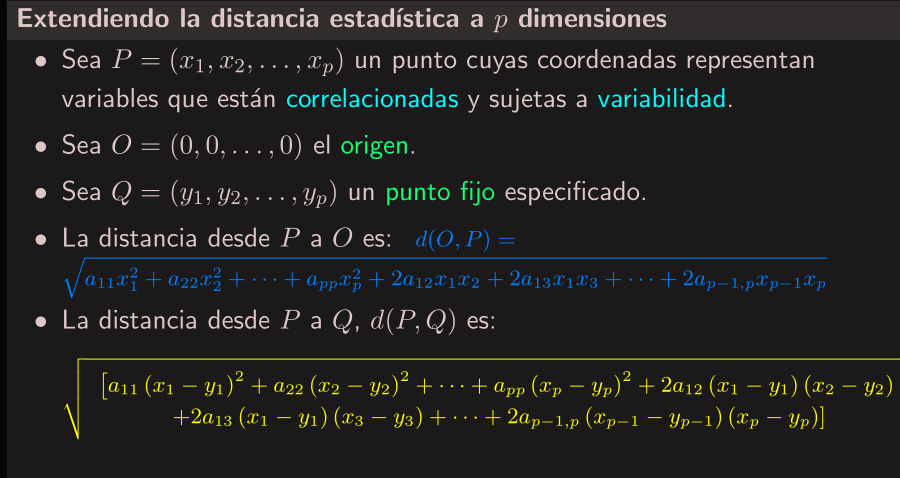 Extendiendo la distancia estadística a $p$ dimensiones
• Sea $P = (x_1, x_2, \ldots, x_p)$ un punto cuyas coordenadas representan
variables que están correlacionadas y sujetas a variabilidad.
• Sea $O = (0, 0, \ldots, 0)$ el origen.
• Sea $Q = (y_1, y_2, \ldots, y_p)$ un punto fijo especificado.
• La distancia desde $P$ a $O$ es: $d(O, P) =$
$\sqrt{a_{11}x_1^2 + a_{22}x_2^2 + \cdots + a_{pp}x_p^2 + 2a_{12}x_1x_2 + 2a_{13}x_1x_3 + \cdots + 2a_{p-1,p}x_{p-1}x_p}$
• La distancia desde $P$ a $Q$, $d(P, Q)$ es:
$\sqrt{\begin{matrix}[a_{11}(x_1 - y_1)^2 + a_{22}(x_2 - y_2)^2 + \cdots + a_{pp}(x_p - y_p)^2 + 2a_{12}(x_1 - y_1)(x_2 - y_2) \\
+2a_{13}(x_1 - y_1)(x_3 - y_3) + \cdots + 2a_{p-1,p}(x_{p-1} - y_{p-1})(x_p - y_p)]\end{matrix}}$